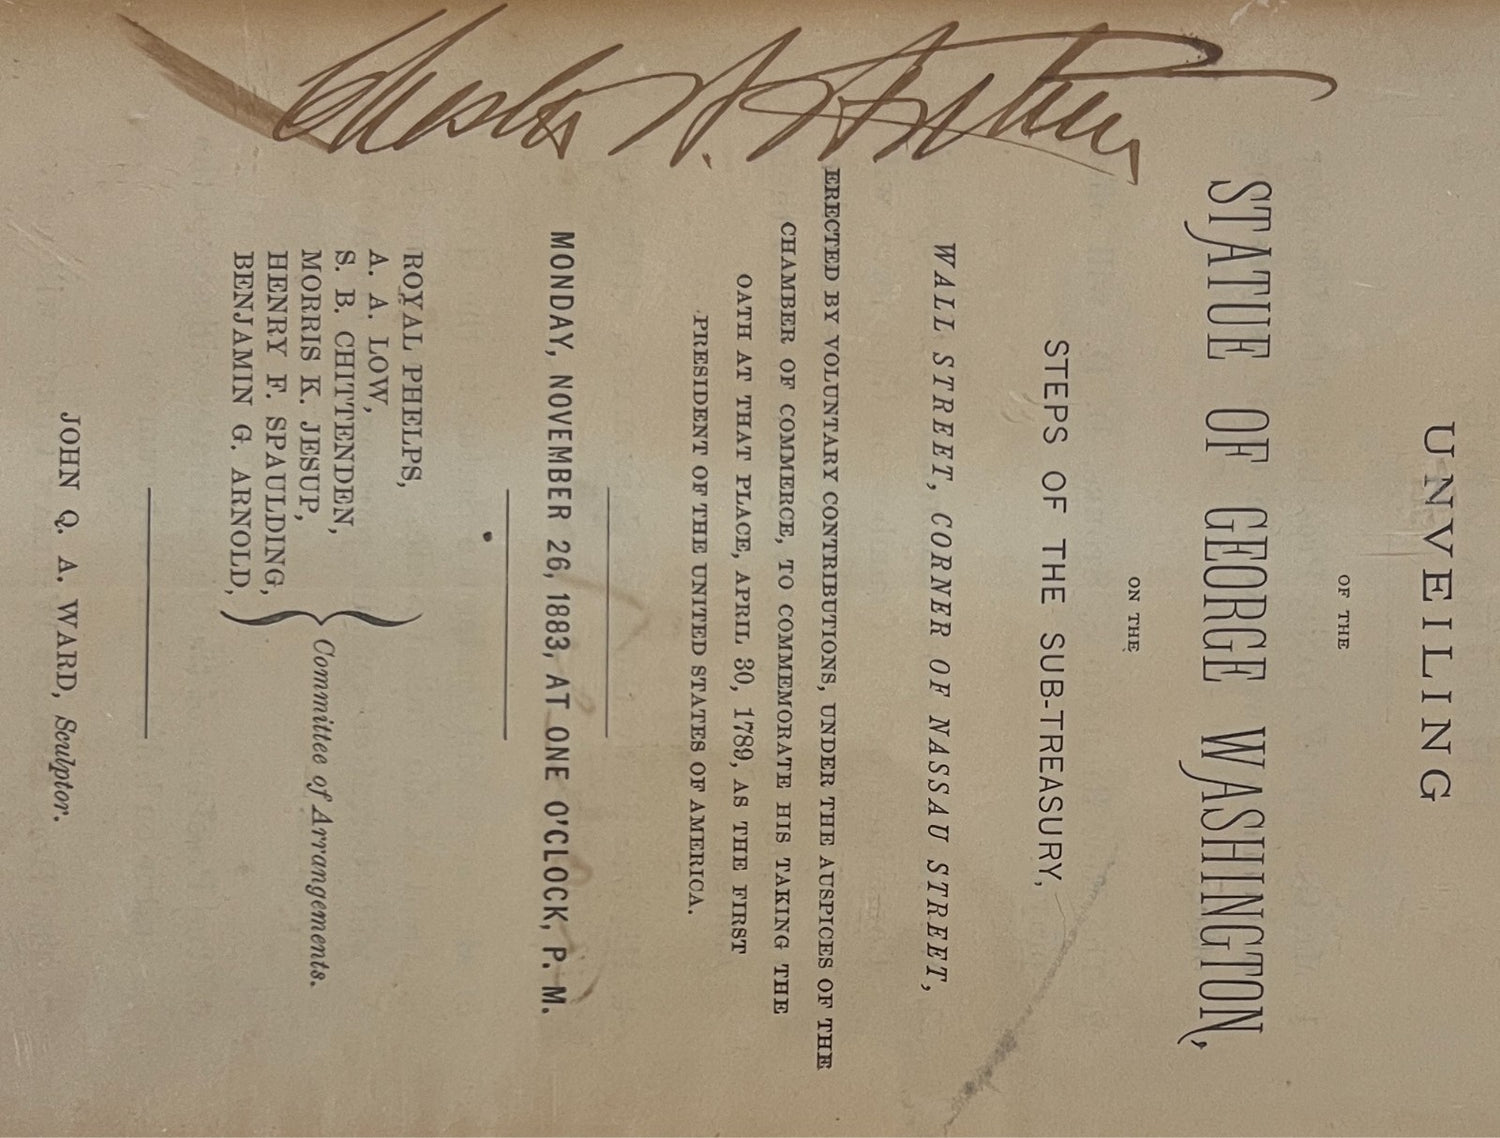 UNVEILING
OF THE
STATUE OF GEORGE WASHINGTON,
ON THE
STEPS OF THE SUB-TREASURY,
WALL STREET, CORNER OF NASSAU STREET,
ERECTED BY VOLUNTARY CONTRIBUTIONS, UNDER THE AUSPICES OF THE
CHAMBER OF COMMERCE, TO COMMEMORATE HIS TAKING THE
OATH AT THAT PLACE, APRIL 30, 1789, AS THE FIRST
PRESIDENT OF THE UNITED STATES OF AMERICA.
MONDAY, NOVEMBER 26, 1883, AT ONE O'CLOCK, P. M.
ROYAL PHELPS,
A. A. LOW,
S. B. CHITTENDEN,
MORRIS K. JESUP,
HENRY F. SPAULDING,
BENJAMIN G. ARNOLD,
Committee of Arrangements.
JOHN Q. A. WARD, Sculptor.
Chester A. Arthur